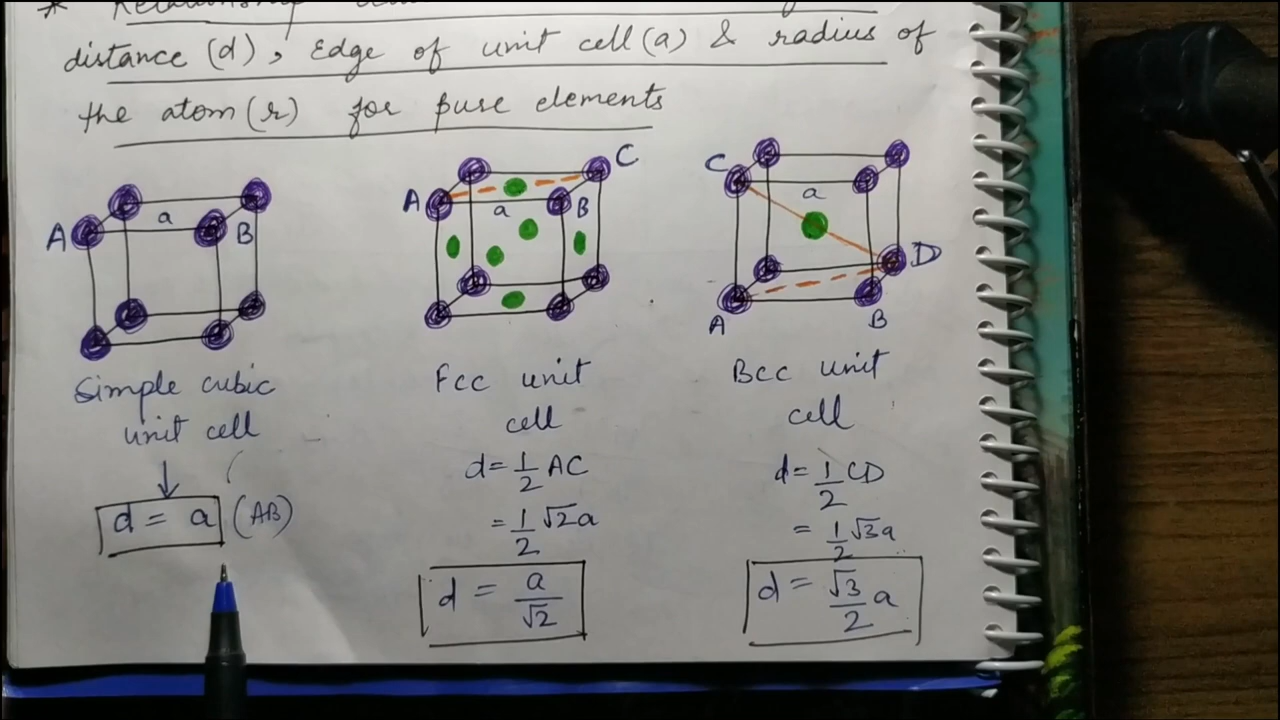 * Relationship
distance (d), Edge of unit cell (a) & radius of
the atom (r) for pure elements
A a B
A a B C
C a D A B
Simple cubic
unit cell
↓
d = a (AB)
Fcc unit
cell
d = 1/2 AC
= 1/2 √2a
d = a/√2
Bcc unit
cell
d = 1/2 CD
= 1/2 √3a
d = √3/2 a